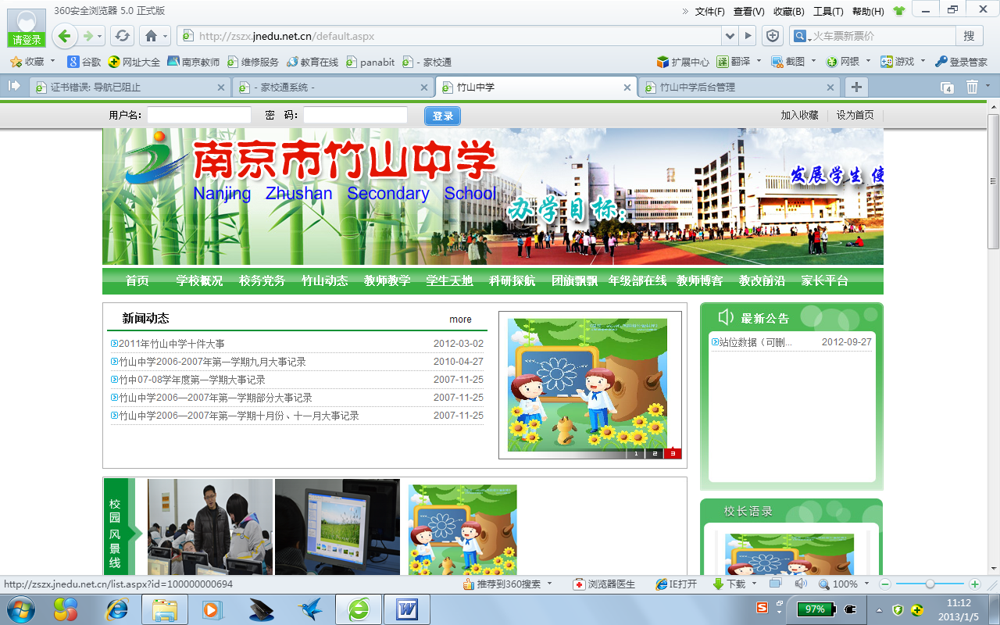 360安全浏览器 5.0 正式版
文件(F) 查看(V) 收藏(B) 工具(T) 帮助(H)
请登录
http://zszx.jnedu.net.cn/default.aspx
火车票新票价
搜
收藏 谷歌 网址大全 南京教师 维修服务 教育在线 panabit - 家校通
扩展中心 翻译 截图 网银 游戏 登录管家
证书错误: 导航已阻止
- 家校通系统 -
竹山中学
竹山中学后台管理
4
用户名: 密 码: 登录
加入收藏 设为首页
南京市竹山中学
Nanjing Zhushan Secondary School
办学目标:
发展学生 使
首页 学校概况 校务党务 竹山动态 教师教学 学生天地 科研探航 团旗飘飘 年级部在线 教师博客 教改前沿 家长平台
新闻动态 more
2011年竹山中学十件大事 2012-03-02
竹山中学2006-2007年第一学期九月大事记录 2010-04-27
竹中07-08学年度第一学期大事记录 2007-11-25
竹山中学2006—2007年第一学期部分大事记录 2007-11-25
竹山中学2006—2007年第一学期十月份、十一月大事记录 2007-11-25
1 2 3
最新公告
站位数据（可删... 2012-09-27
校园风景线
校长语录
http://zszx.jnedu.net.cn/list.aspx?id=100000000694
推荐到360搜索 浏览器医生 IE打开 下载 100%
97%
11:12
2013/1/5